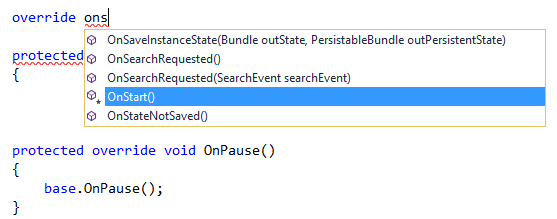 override ons
OnSaveInstanceState(Bundle outState, PersistableBundle outPersistentState)
protected
OnSearchRequested()
{
OnSearchRequested(SearchEvent searchEvent)
OnStart()
OnStateNotSaved()
protected override void OnPause()
{
base.OnPause();
}